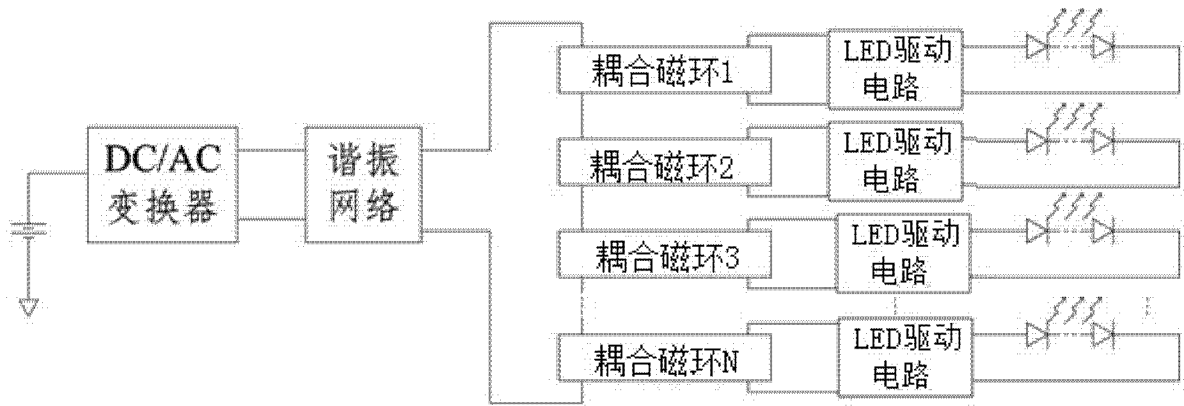 DC/AC
变换器
谐振
网络
耦合磁环1
LED驱动
电路
耦合磁环2
LED驱动
电路
耦合磁环3
LED驱动
电路
耦合磁环N
LED驱动
电路